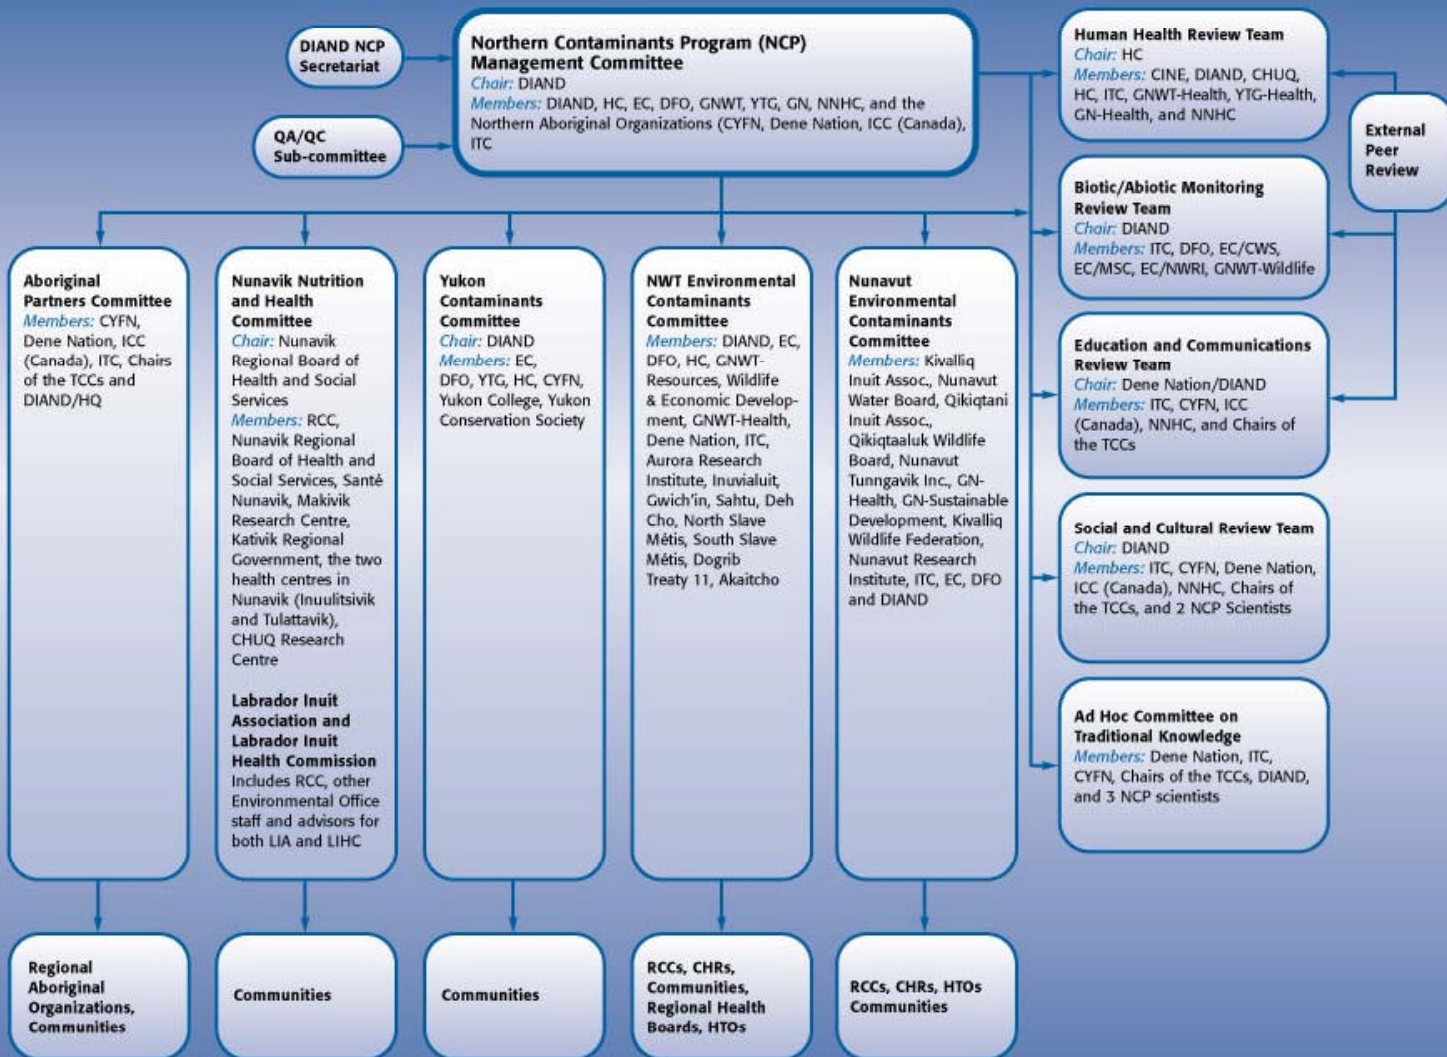 DIAND NCP
Secretariat
QA/QC
Sub-committee
Northern Contaminants Program (NCP)
Management Committee
Chair: DIAND
Members: DIAND, HC, EC, DFO, GNWT, YTG, GN, NNHC, and the
Northern Aboriginal Organizations (CYFN, Dene Nation, ICC (Canada),
ITC
Human Health Review Team
Chair: HC
Members: CINE, DIAND, CHUQ,
HC, ITC, GNWT-Health, YTG-Health,
GN-Health, and NNHC
External
Peer
Review
Biotic/Abiotic Monitoring
Review Team
Chair: DIAND
Members: ITC, DFO, EC/CWS,
EC/MSC, EC/NWRI, GNWT-Wildlife
Education and Communications
Review Team
Chair: Dene Nation/DIAND
Members: ITC, CYFN, ICC
(Canada), NNHC, and Chairs of
the TCCs
Social and Cultural Review Team
Chair: DIAND
Members: ITC, CYFN, Dene Nation,
ICC (Canada), NNHC, Chairs of
the TCCs, and 2 NCP Scientists
Ad Hoc Committee on
Traditional Knowledge
Members: Dene Nation, ITC,
CYFN, Chairs of the TCCs, DIAND,
and 3 NCP scientists
Aboriginal
Partners Committee
Members: CYFN,
Dene Nation, ICC
(Canada), ITC, Chairs
of the TCCs and
DIAND/HQ
Nunavik Nutrition
and Health
Committee
Chair: Nunavik
Regional Board of
Health and Social
Services
Members: RCC,
Nunavik Regional
Board of Health and
Social Services, Santé
Nunavik, Makivik
Research Centre,
Kativik Regional
Government, the two
health centres in
Nunavik (Inuulitsivik
and Tulattavik),
CHUQ Research
Centre
Labrador Inuit
Association and
Labrador Inuit
Health Commission
Includes RCC, other
Environmental Office
staff and advisors for
both LIA and LIHC
Yukon
Contaminants
Committee
Chair: DIAND
Members: EC,
DFO, YTG, HC, CYFN,
Yukon College, Yukon
Conservation Society
NWT Environmental
Contaminants
Committee
Members: DIAND, EC,
DFO, HC, GNWT-
Resources, Wildlife
& Economic Develop-
ment, GNWT-Health,
Dene Nation, ITC,
Aurora Research
Institute, Inuvialuit,
Gwich'in, Sahtu, Deh
Cho, North Slave
Métis, South Slave
Métis, Dogrib
Treaty 11, Akaitcho
Nunavut
Environmental
Contaminants
Committee
Members: Kivalliq
Inuit Assoc., Nunavut
Water Board, Qikiqtani
Inuit Assoc.,
Qikiqtaaluk Wildlife
Board, Nunavut
Tunngavik Inc., GN-
Health, GN-Sustainable
Development, Kivalliq
Wildlife Federation,
Nunavut Research
Institute, ITC, EC, DFO
and DIAND
Regional
Aboriginal
Organizations,
Communities
Communities
Communities
RCCs, CHRs,
Communities,
Regional Health
Boards, HTOs
RCCs, CHRs, HTOs
Communities